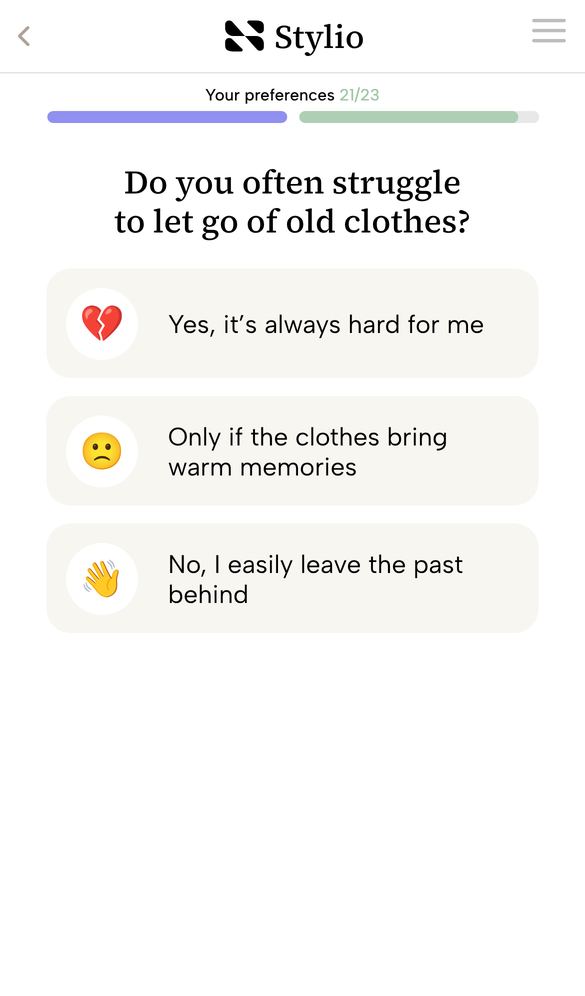 Stylio
Your preferences 21/23
Do you often struggle
to let go of old clothes?
Yes, it’s always hard for me
Only if the clothes bring
warm memories
No, I easily leave the past
behind